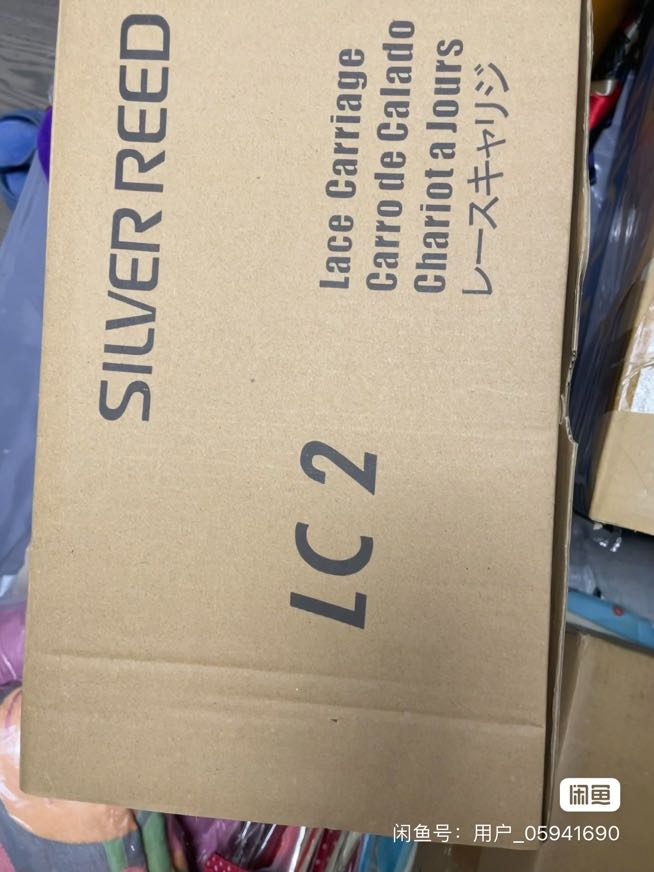 SILVER REED
LC 2
Lace Carriage
Carro de Calado
Chariot a Jours
レースキャリジ
闲鱼
闲鱼号：用户_05941690